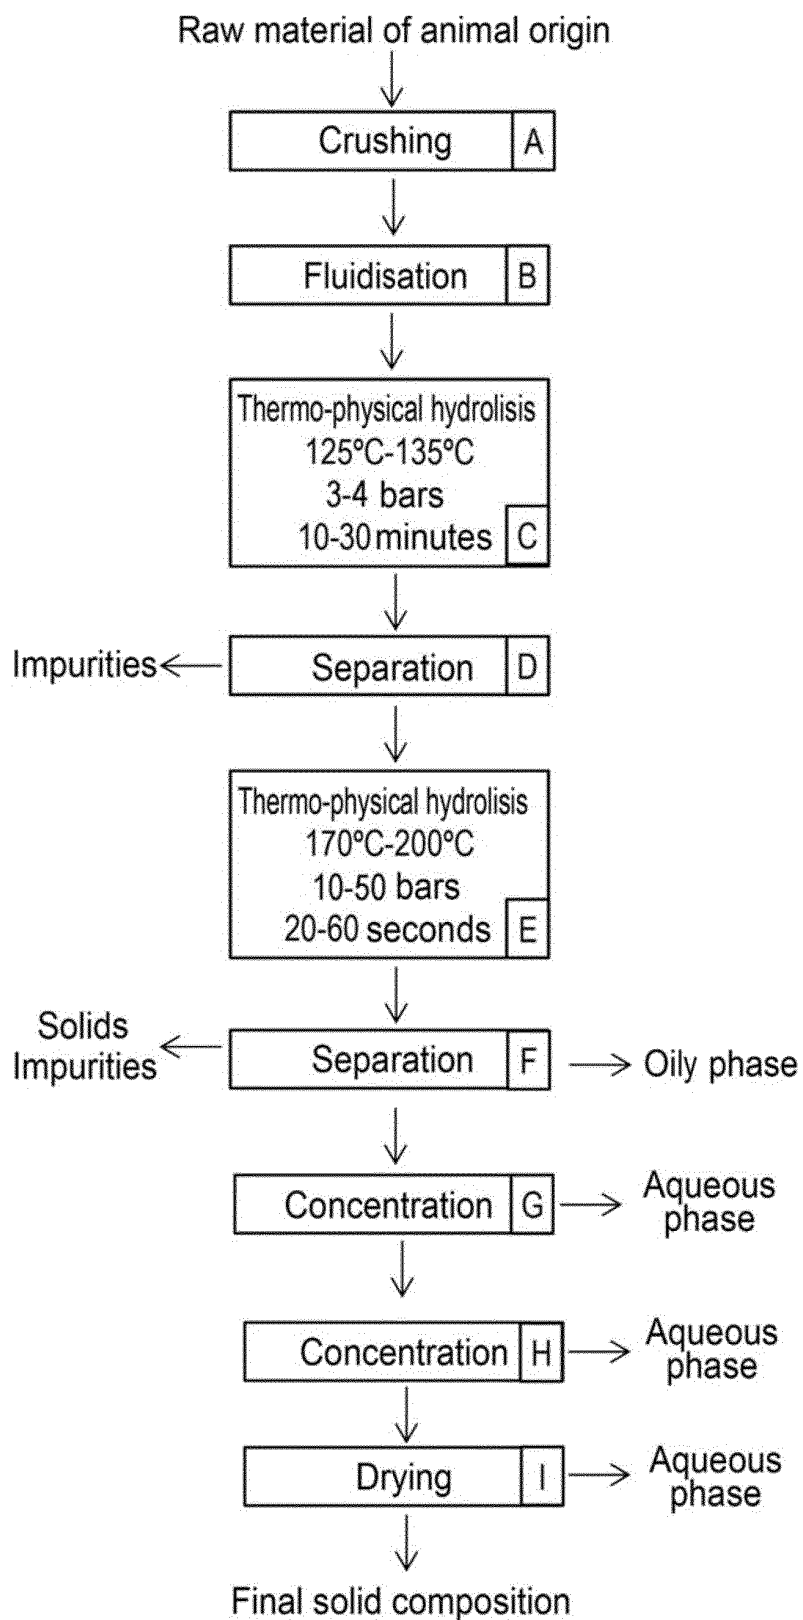 Raw material of animal origin
Crushing A
Fluidisation B
Thermo-physical hydrolisis
125ºC-135ºC
3-4 bars
10-30 minutes C
Impurities
Separation D
Thermo-physical hydrolisis
170ºC-200ºC
10-50 bars
20-60 seconds E
Solids
Impurities
Separation F
Oily phase
Concentration G
Aqueous
phase
Concentration H
Aqueous
phase
Drying I
Aqueous
phase
Final solid composition